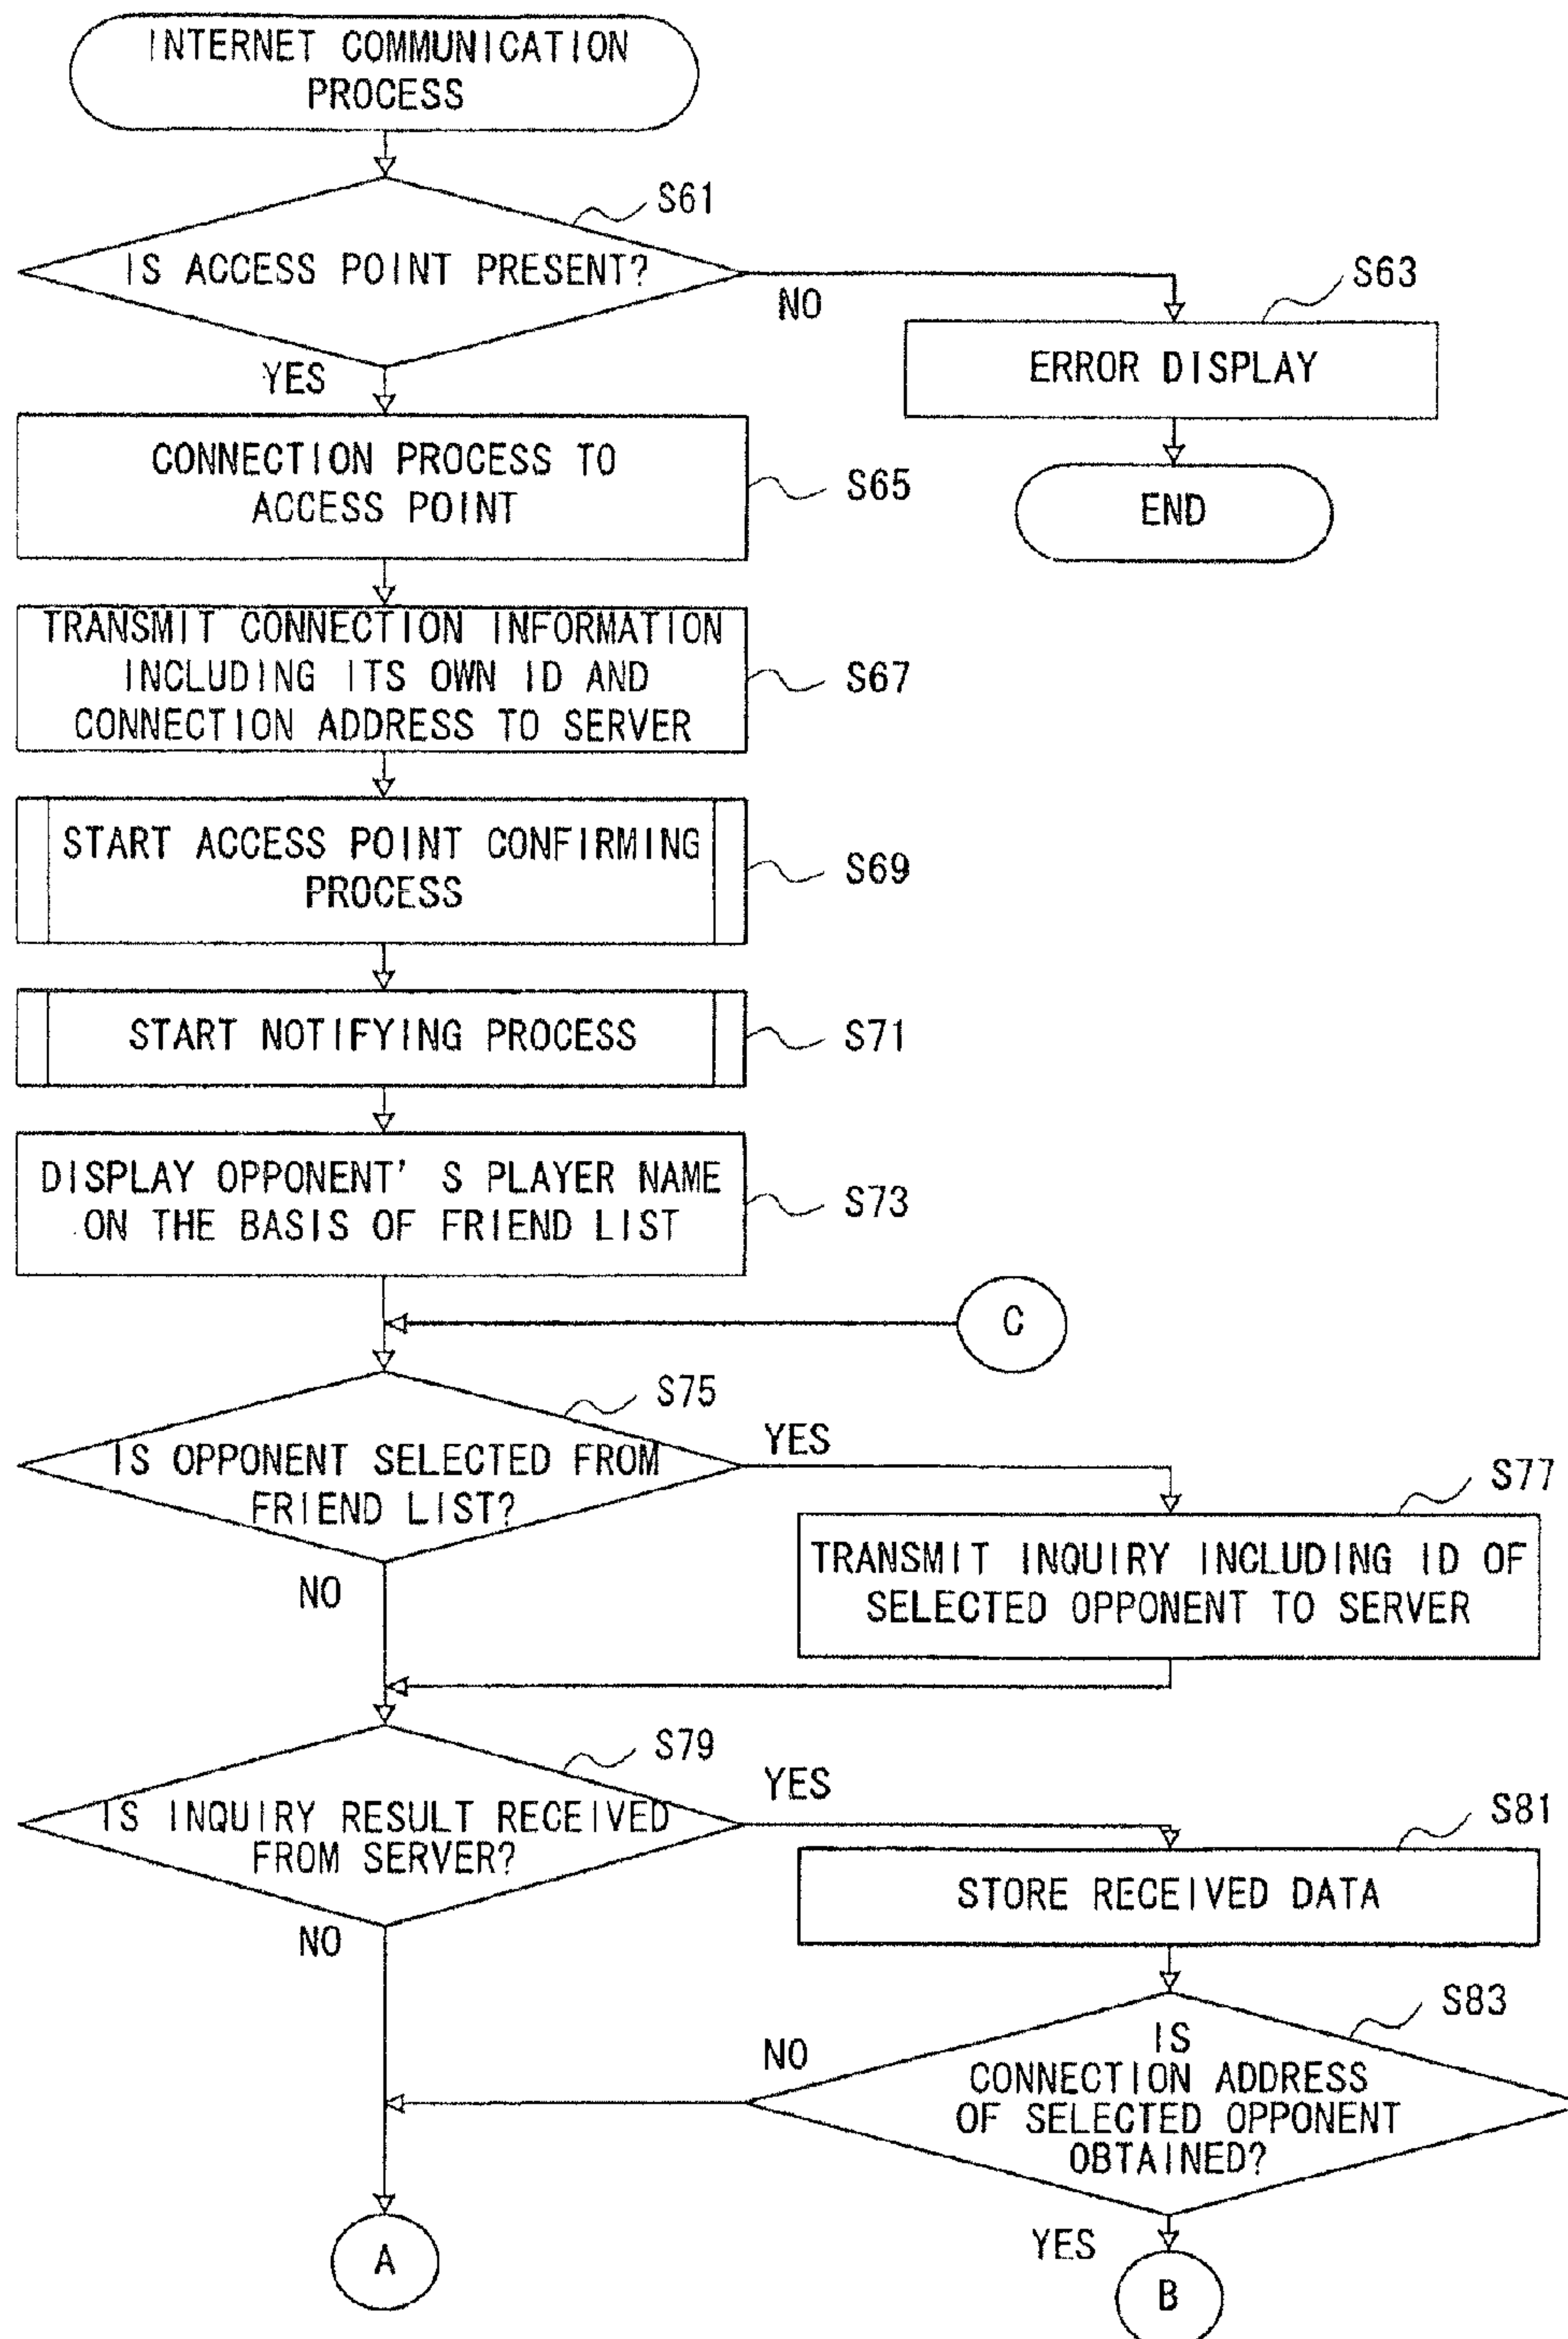 INTERNET COMMUNICATION
PROCESS
S61
IS ACCESS POINT PRESENT?
NO
S63
ERROR DISPLAY
END
YES
CONNECTION PROCESS TO
ACCESS POINT
S65
TRANSMIT CONNECTION INFORMATION
INCLUDING ITS OWN ID AND
CONNECTION ADDRESS TO SERVER
S67
START ACCESS POINT CONFIRMING
PROCESS
S69
START NOTIFYING PROCESS
S71
DISPLAY OPPONENT'S PLAYER NAME
ON THE BASIS OF FRIEND LIST
S73
C
S75
IS OPPONENT SELECTED FROM
FRIEND LIST?
YES
S77
TRANSMIT INQUIRY INCLUDING ID OF
SELECTED OPPONENT TO SERVER
NO
S79
IS INQUIRY RESULT RECEIVED
FROM SERVER?
YES
S81
STORE RECEIVED DATA
NO
S83
IS
CONNECTION ADDRESS
OF SELECTED OPPONENT
OBTAINED?
NO
YES
A
B